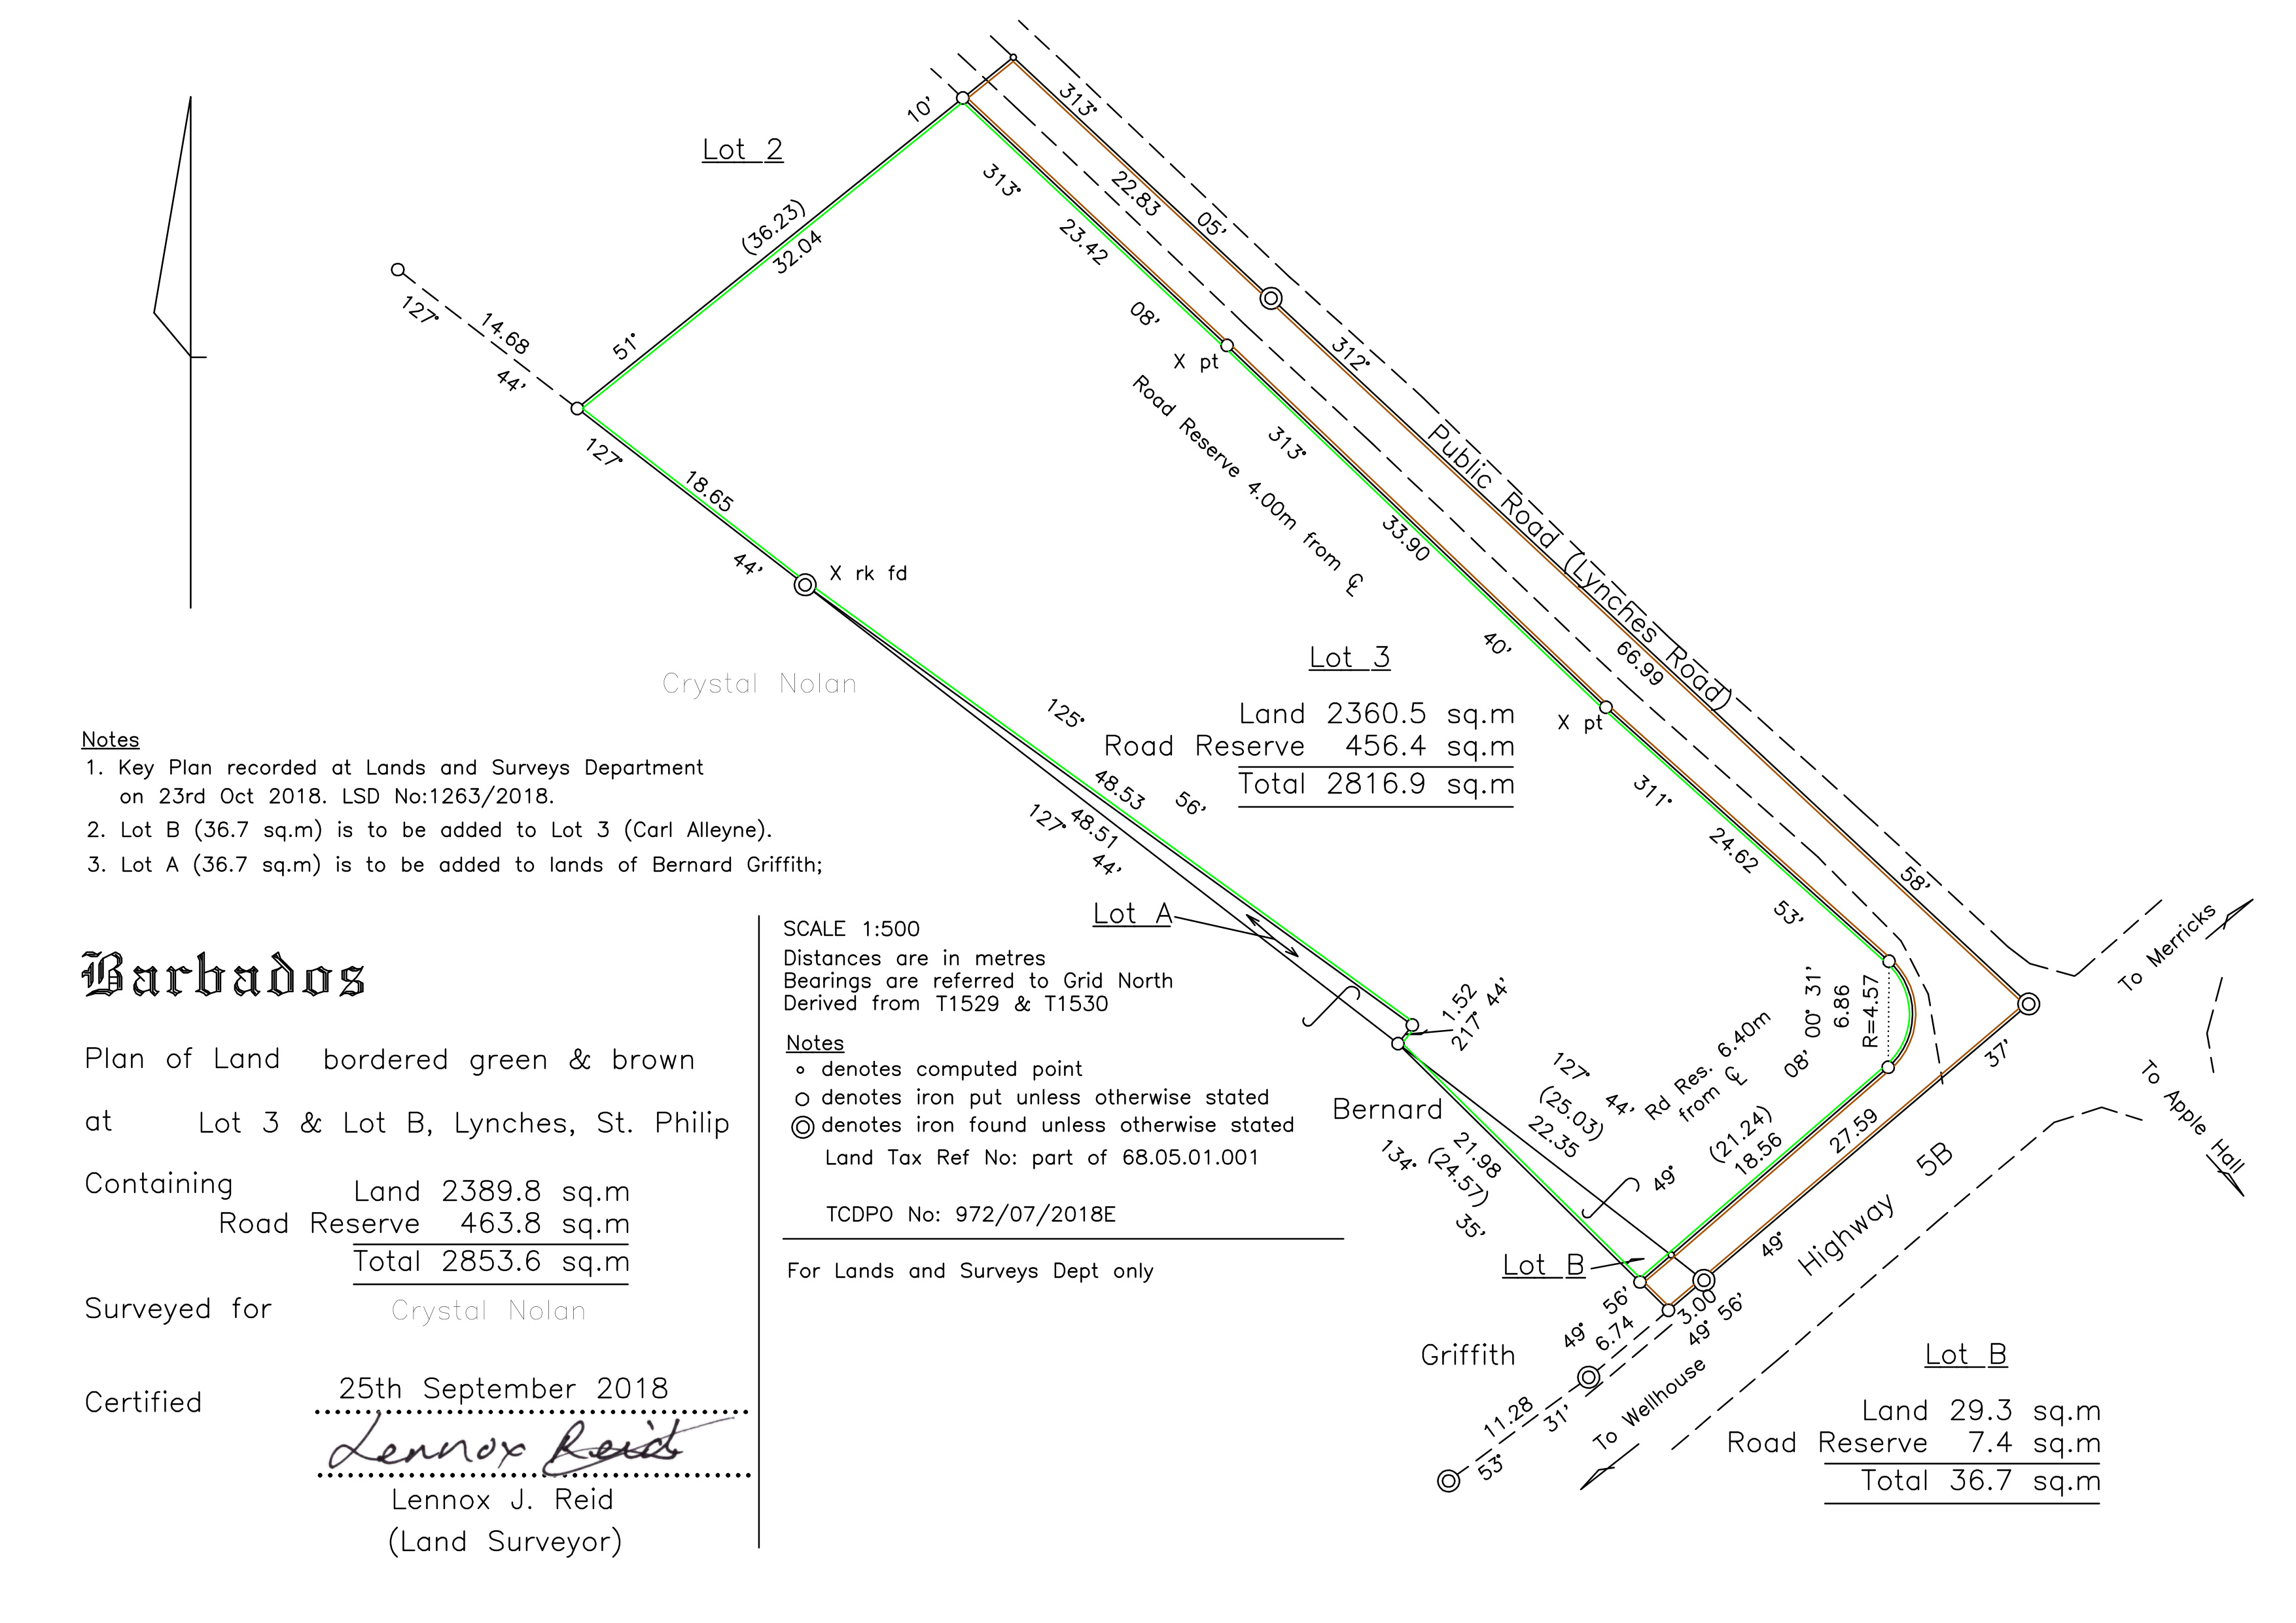 Lot 2
10'
(36.23)
32.04
51°
127°
14.68
44'
313°
22.83
05'
313°
23.42
08'
X pt
312°
Road Reserve 4.00m from ℄
313°
33.90
40'
Public Road (Lynches Road)
66.99
58'
127°
18.65
44'
X rk fd
Crystal Nolan
Lot 3
Land 2360.5 sq.m
Road Reserve 456.4 sq.m
Total 2816.9 sq.m
X pt
311°
24.62
53'
125°
48.53
56'
127°
48.51
44'
Lot A
1.52
217° 44'
To Merricks
To Apple Hall
00° 31'
08'
6.86
R=4.57
37'
Rd Res. 6.40m
from ℄
127°
44'
(25.03)
22.35
Bernard
134°
21.98
(24.57)
35'
49°
(21.24)
18.56
27.59
49°
Highway 5B
Lot B
56'
3.00
49° 56'
49°
6.74
Griffith
11.28
31'
53°
To Wellhouse
Lot B
Land 29.3 sq.m
Road Reserve 7.4 sq.m
Total 36.7 sq.m
Notes
1. Key Plan recorded at Lands and Surveys Department
on 23rd Oct 2018. LSD No:1263/2018.
2. Lot B (36.7 sq.m) is to be added to Lot 3 (Carl Alleyne).
3. Lot A (36.7 sq.m) is to be added to lands of Bernard Griffith;
Barbados
Plan of Land bordered green & brown
at Lot 3 & Lot B, Lynches, St. Philip
Containing
Land 2389.8 sq.m
Road Reserve 463.8 sq.m
Total 2853.6 sq.m
Surveyed for Crystal Nolan
25th September 2018
Certified
Lennox Reid
Lennox J. Reid
(Land Surveyor)
SCALE 1:500
Distances are in metres
Bearings are referred to Grid North
Derived from T1529 & T1530
Notes
denotes computed point
denotes iron put unless otherwise stated
denotes iron found unless otherwise stated
Land Tax Ref No: part of 68.05.01.001
TCDPO No: 972/07/2018E
For Lands and Surveys Dept only